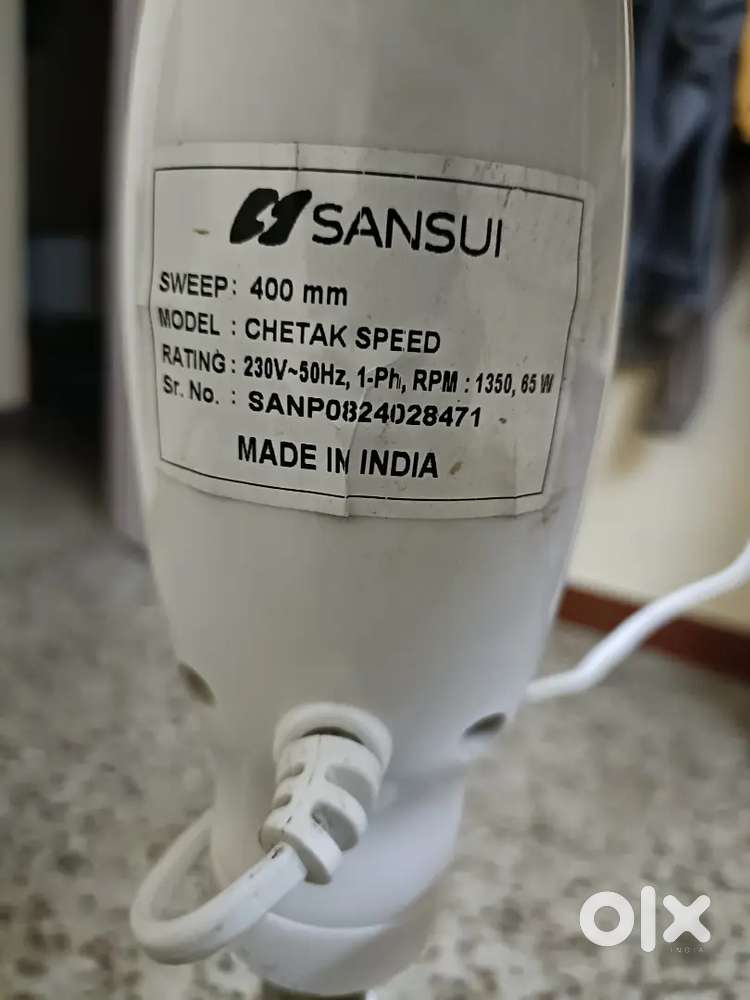 SANSUI
SWEEP: 400 mm
MODEL : CHETAK SPEED
RATING : 230V~50Hz, 1-Ph, RPM : 1350, 65 W
Sr. No. : SANP0824028471
MADE IN INDIA
olx
INDIA